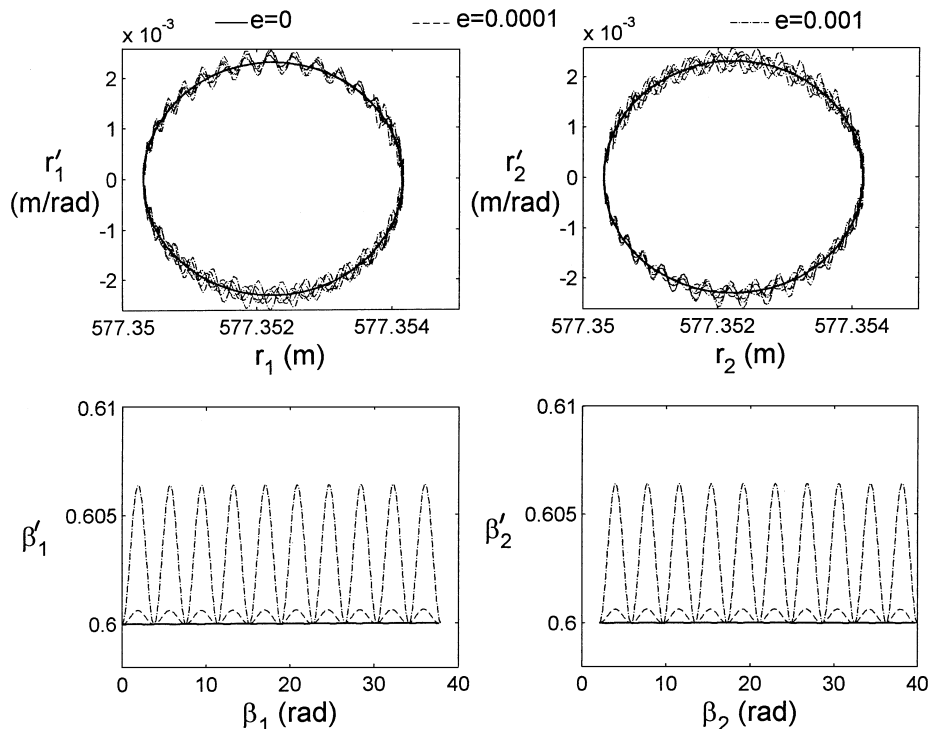 e=0 e=0.0001 e=0.001
x 10⁻³ x 10⁻³
2 2
1 1
r′₁ r′₂
0 0
(m/rad) (m/rad)
-1 -1
-2 -2
577.35 577.352 577.354 577.35 577.352 577.354
r₁ (m) r₂ (m)
0.61 0.61
β′₁ 0.605 β′₂ 0.605
0.6 0.6
0 10 20 30 40 0 10 20 30 40
β₁ (rad) β₂ (rad)